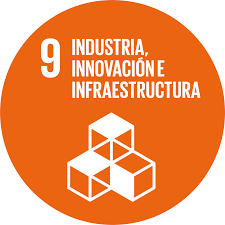 9 INDUSTRIA,
INNOVACIÓN E
INFRAESTRUCTURA